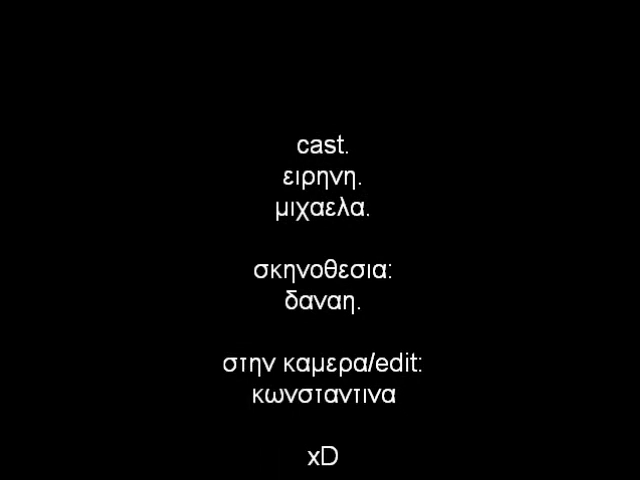 cast.
ειρηνη.
μιχαελα.
σκηνοθεσια:
δαναη.
στην καμερα/edit:
κωνσταντινα
xD